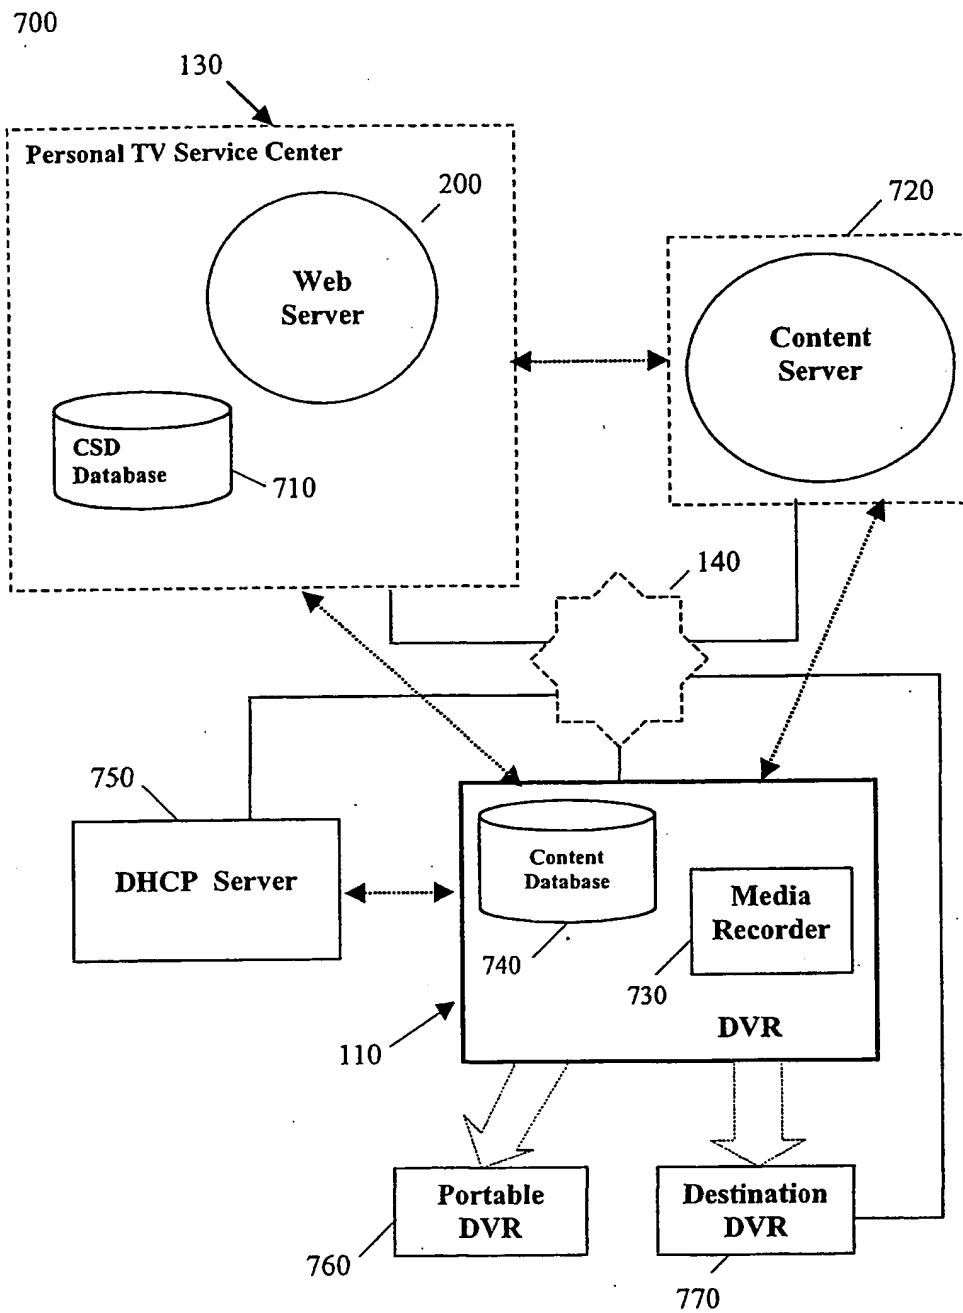 700
130
Personal TV Service Center
200
720
Web
Server
Content
Server
CSD
Database
710
140
750
DHCP Server
Content
Database
740
Media
Recorder
730
DVR
110
Portable
DVR
760
Destination
DVR
770